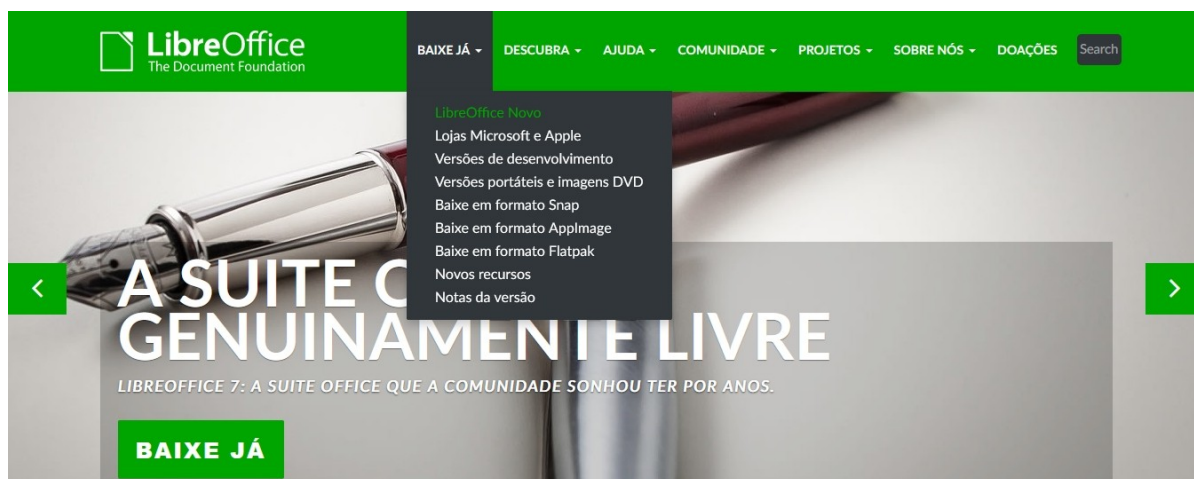 LibreOffice
The Document Foundation
BAIXE JÁ DESCUBRA AJUDA COMUNIDADE PROJETOS SOBRE NÓS DOAÇÕES Search
LibreOffice Novo
Lojas Microsoft e Apple
Versões de desenvolvimento
Versões portáteis e imagens DVD
Baixe em formato Snap
Baixe em formato AppImage
Baixe em formato Flatpak
Novos recursos
Notas da versão
A SUITE
GENUINAMENTE LIVRE
LIBREOFFICE 7: A SUITE OFFICE QUE A COMUNIDADE SONHOU TER POR ANOS.
BAIXE JÁ